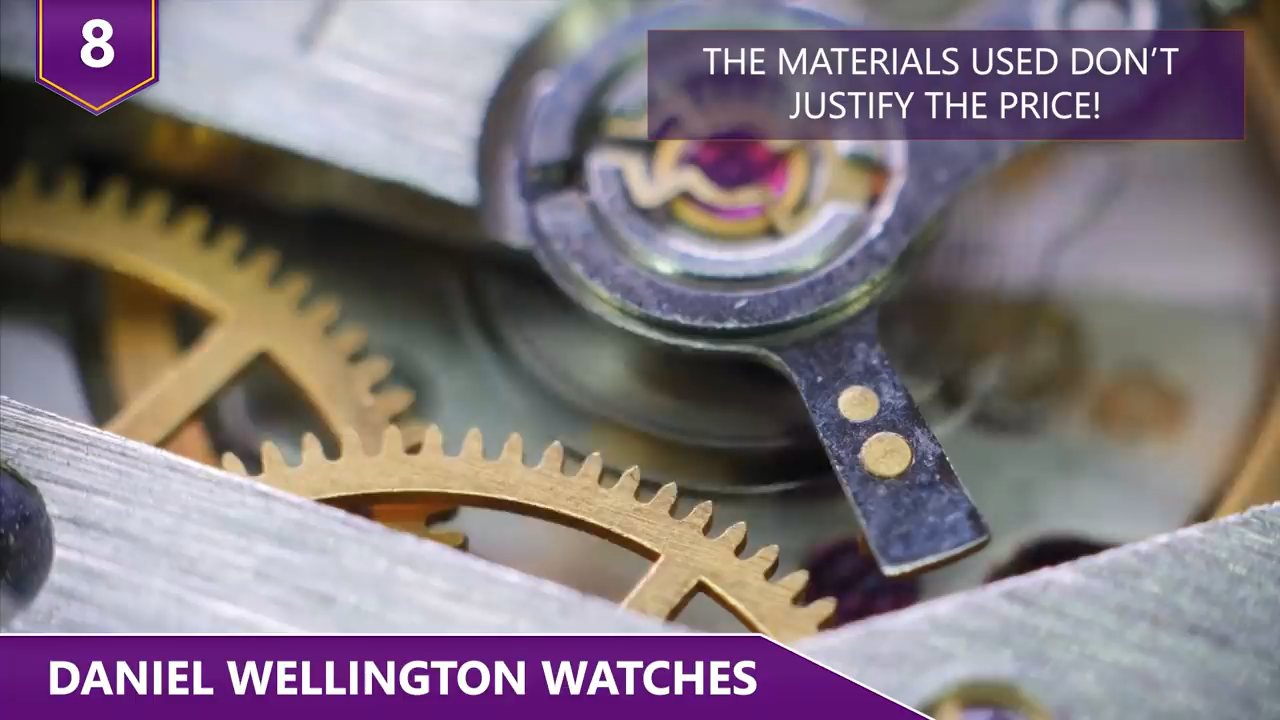 8
THE MATERIALS USED DON’T
JUSTIFY THE PRICE!
DANIEL WELLINGTON WATCHES